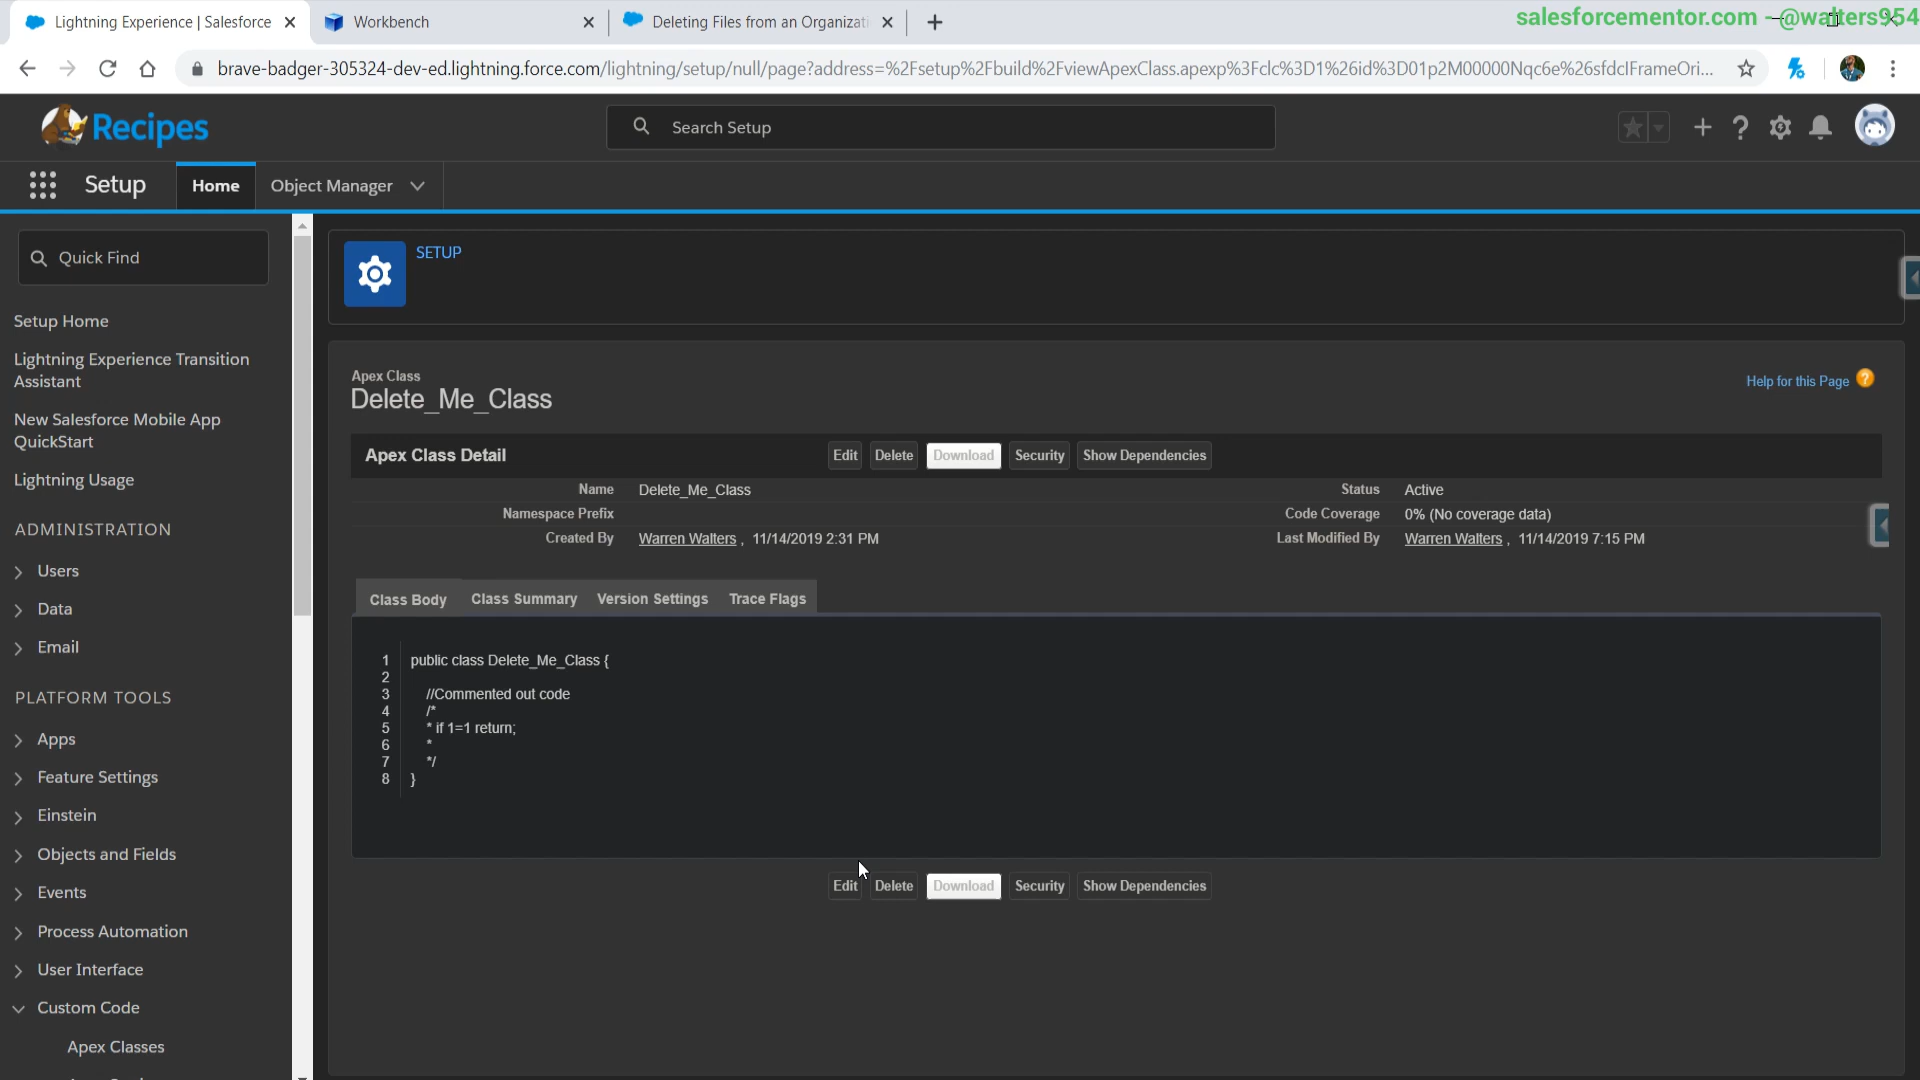 Lightning Experience | Salesforce
Workbench
Deleting Files from an Organizati
salesforcementor.com - @walters954
brave-badger-305324-dev-ed.lightning.force.com/lightning/setup/null/page?address=%2Fsetup%2Fbuild%2FviewApexClass.apexp%3Fclc%3D1%26id%3D01p2M00000Nqc6e%26sfdcIFrameOri...
Recipes
Search Setup
Setup
Home
Object Manager
Quick Find
SETUP
Setup Home
Lightning Experience Transition
Assistant
New Salesforce Mobile App
QuickStart
Lightning Usage
ADMINISTRATION
Users
Data
Email
PLATFORM TOOLS
Apps
Feature Settings
Einstein
Objects and Fields
Events
Process Automation
User Interface
Custom Code
Apex Classes
Apex Class
Delete_Me_Class
Help for this Page
Apex Class Detail
Edit Delete Download Security Show Dependencies
Name Delete_Me_Class Status Active
Namespace Prefix Code Coverage 0% (No coverage data)
Created By Warren Walters , 11/14/2019 2:31 PM Last Modified By Warren Walters , 11/14/2019 7:15 PM
Class Body Class Summary Version Settings Trace Flags
1 public class Delete_Me_Class {
2
3 //Commented out code
4 /*
5 * if 1=1 return;
6 *
7 */
8 }
Edit Delete Download Security Show Dependencies